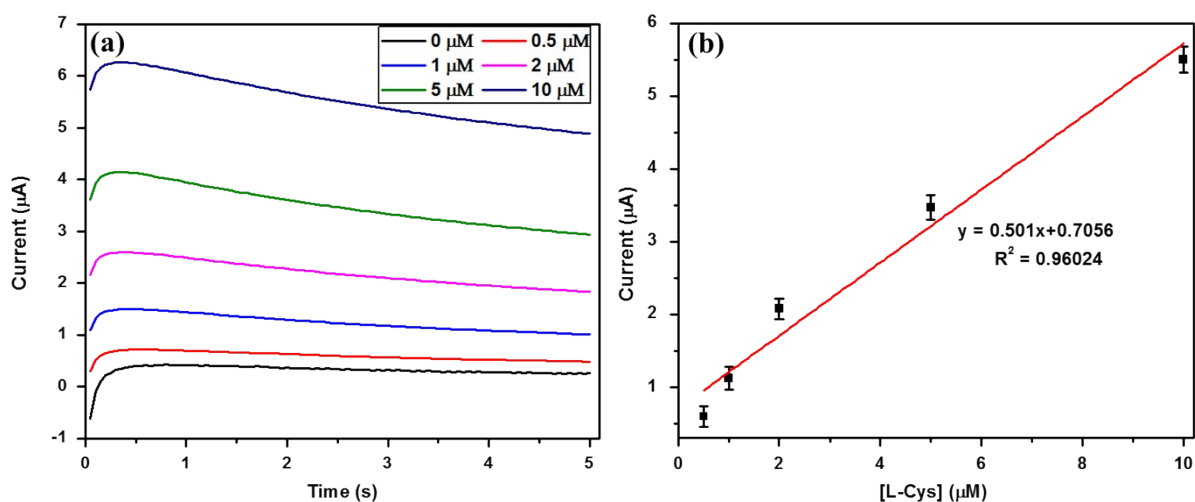 (a)
0 μM 0.5 μM
1 μM 2 μM
5 μM 10 μM
7
6
5
4
3
2
1
0
-1
Current (μA)
0 1 2 3 4 5
Time (s)
(b)
6
5
4
3
2
1
Current (μA)
y = 0.501x+0.7056
R² = 0.96024
0 2 4 6 8 10
[L-Cys] (μM)